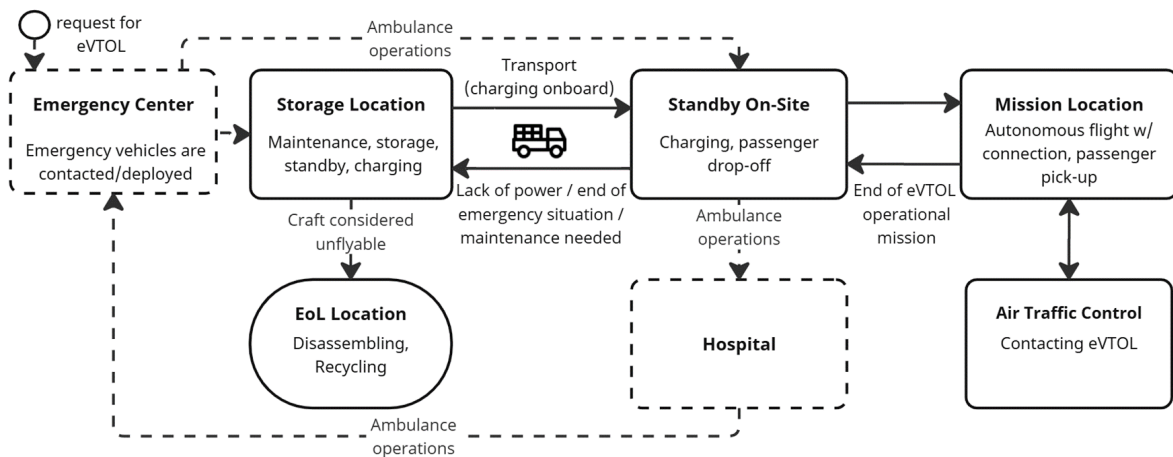 request for
eVTOL
Ambulance
operations
Emergency Center
Emergency vehicles are
contacted/deployed
Storage Location
Maintenance, storage,
standby, charging
Transport
(charging onboard)
Lack of power / end of
emergency situation /
maintenance needed
Standby On-Site
Charging, passenger
drop-off
End of eVTOL
operational
mission
Mission Location
Autonomous flight w/
connection, passenger
pick-up
Craft considered
unflyable
Ambulance
operations
EoL Location
Disassembling,
Recycling
Hospital
Air Traffic Control
Contacting eVTOL
Ambulance
operations